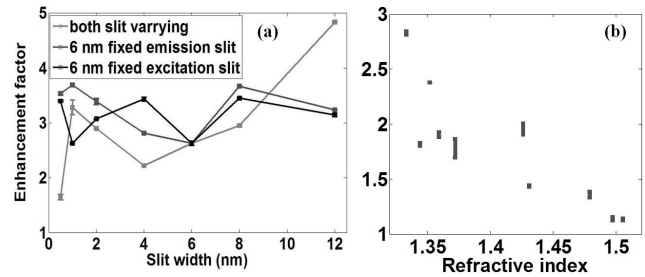 (a)
both slit varrying
6 nm fixed emission slit
6 nm fixed excitation slit
Enhancement factor
5
4
3
2
1
0 2 4 6 8 10 12
Slit width (nm)
(b)
3
2.5
2
1.5
1
1.35 1.4 1.45 1.5
Refractive index